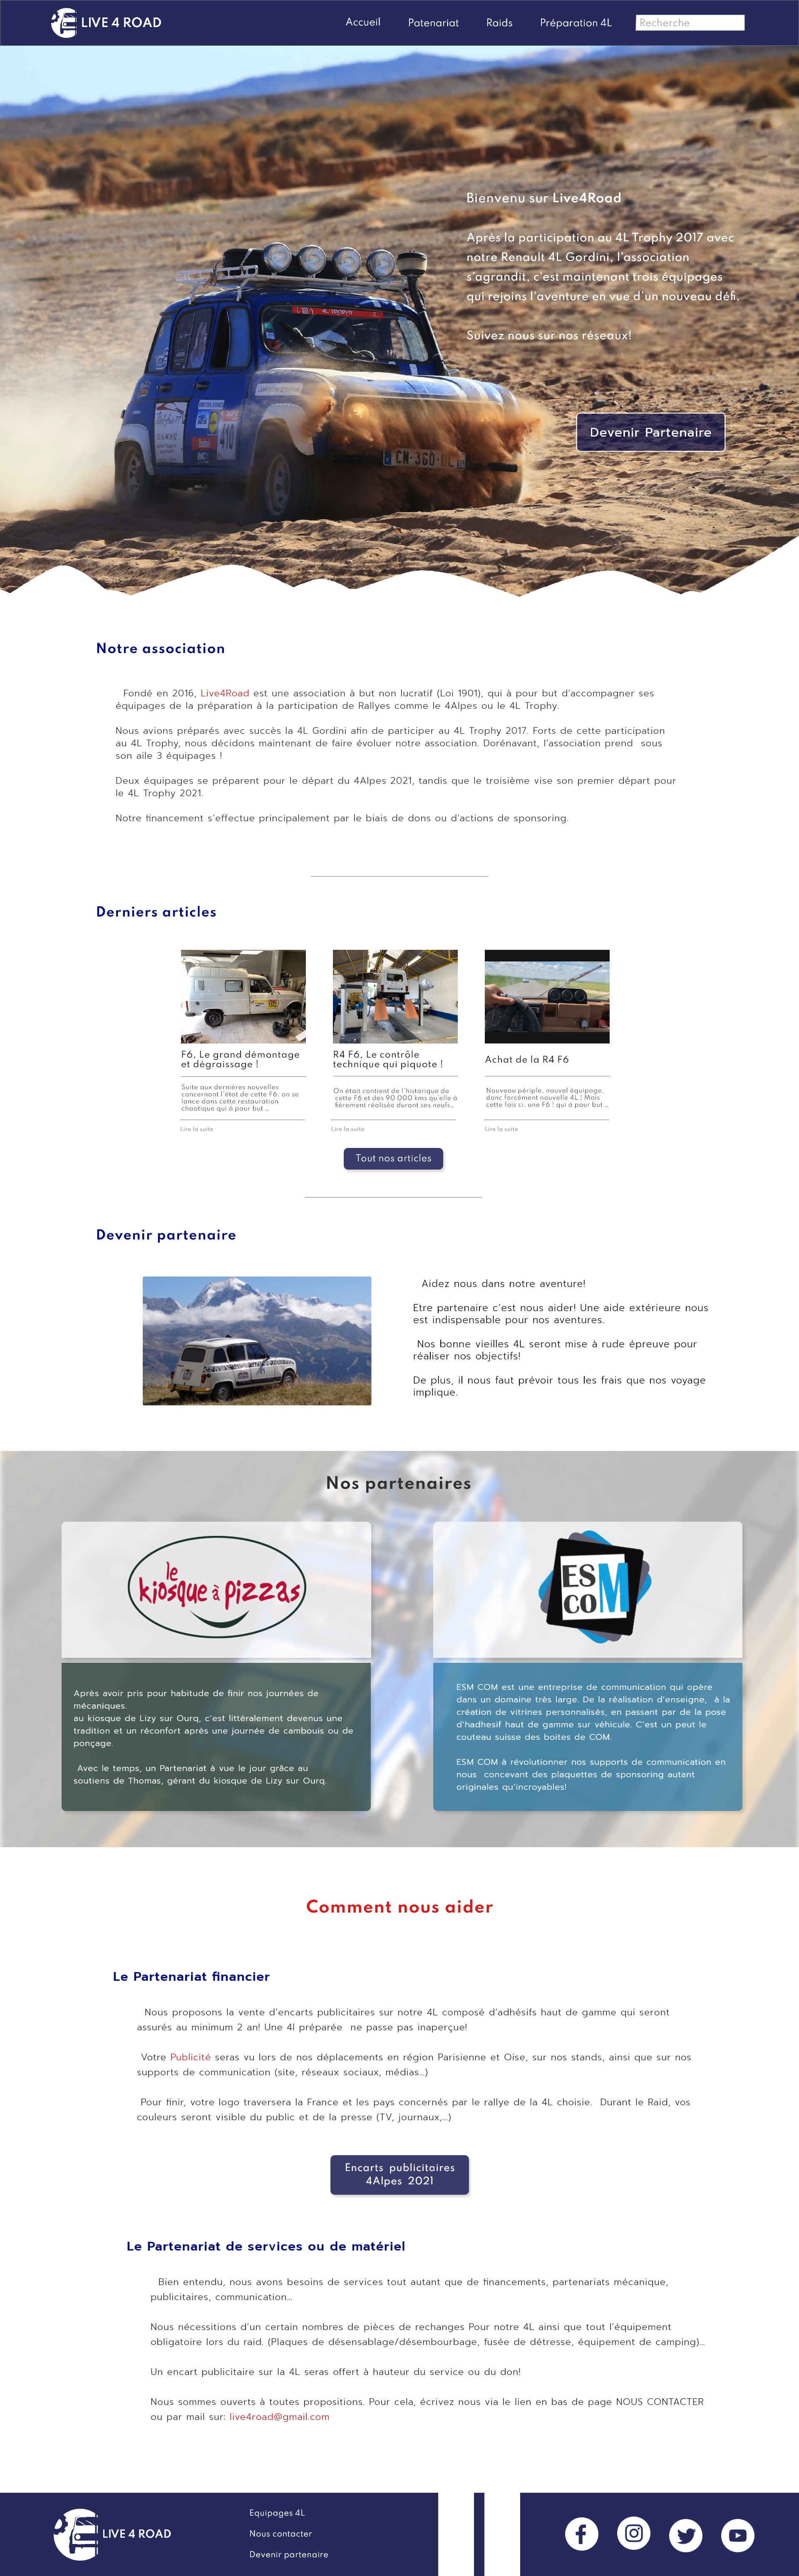 LIVE 4 ROAD
Accueil
Patenariat
Raids
Préparation 4L
Recherche
Bienvenu sur Live4Road
Après la participation au 4L Trophy 2017 avec
notre Renault 4L Gordini, l'association
s'agrandit, c'est maintenant trois équipages
qui rejoins l'aventure en vue d'un nouveau défi.
Suivez nous sur nos réseaux!
Devenir Partenaire
410
CN-360
Notre association
Fondé en 2016, Live4Road est une association à but non lucratif (Loi 1901), qui à pour but d'accompagner ses
équipages de la préparation à la participation de Rallyes comme le 4Alpes ou le 4L Trophy.
Nous avions préparés avec succès la 4L Gordini afin de participer au 4L Trophy 2017. Forts de cette participation
au 4L Trophy, nous décidons maintenant de faire évoluer notre association. Dorénavant, l'association prend sous
son aile 3 équipages !
Deux équipages se préparent pour le départ du 4Alpes 2021, tandis que le troisième vise son premier départ pour
le 4L Trophy 2021.
Notre financement s'effectue principalement par le biais de dons ou d'actions de sponsoring.
Derniers articles
F6, Le grand démontage
et dégraissage !
Suite aux dernières nouvelles
concernant l'état de cette F6, on se
lance dans cette restauration
chaotique qui à pour but ...
Lire la suite
R4 F6, Le contrôle
technique qui piquote !
On était contient de l'historique de
cette F6 et des 90 000 kms qu'elle à
fièrement réalisée durant ses neufs...
Lire la suite
Achat de la R4 F6
Nouveau périple, nouvel équipage,
donc forcément nouvelle 4L ! Mais
cette fois ci, une F6 ! qui à pour but ...
Lire la suite
Tout nos articles
Devenir partenaire
Aidez nous dans notre aventure!
Etre partenaire c'est nous aider! Une aide extérieure nous
est indispensable pour nos aventures.
Nos bonne vieilles 4L seront mise à rude épreuve pour
réaliser nos objectifs!
De plus, il nous faut prévoir tous les frais que nos voyage
implique.
Nos partenaires
le
kiosque à pizzas
Après avoir pris pour habitude de finir nos journées de
mécaniques
au kiosque de Lizy sur Ourq, c'est littéralement devenus une
tradition et un réconfort après une journée de cambouis ou de
ponçage.
Avec le temps, un Partenariat à vue le jour grâce au
soutiens de Thomas, gérant du kiosque de Lizy sur Ourq.
ES
coM
ESM COM est une entreprise de communication qui opère
dans un domaine très large. De la réalisation d'enseigne, à la
création de vitrines personnalisés, en passant par de la pose
d'hadhesif haut de gamme sur véhicule. C'est un peut le
couteau suisse des boites de COM.
ESM COM à révolutionner nos supports de communication en
nous concevant des plaquettes de sponsoring autant
originales qu'incroyables!
Comment nous aider
Le Partenariat financier
Nous proposons la vente d'encarts publicitaires sur notre 4L composé d'adhésifs haut de gamme qui seront
assurés au minimum 2 an! Une 4l préparée ne passe pas inaperçue!
Votre Publicité seras vu lors de nos déplacements en région Parisienne et Oise, sur nos stands, ainsi que sur nos
supports de communication (site, réseaux sociaux, médias...)
Pour finir, votre logo traversera la France et les pays concernés par le rallye de la 4L choisie. Durant le Raid, vos
couleurs seront visible du public et de la presse (TV, journaux,...)
Encarts publicitaires
4Alpes 2021
Le Partenariat de services ou de matériel
Bien entendu, nous avons besoins de services tout autant que de financements, partenariats mécanique,
publicitaires, communication...
Nous nécessitions d'un certain nombres de pièces de rechanges Pour notre 4L ainsi que tout l'équipement
obligatoire lors du raid. (Plaques de désensablage/désembourbage, fusée de détresse, équipement de camping)...
Un encart publicitaire sur la 4L seras offert à hauteur du service ou du don!
Nous sommes ouverts à toutes propositions. Pour cela, écrivez nous via le lien en bas de page NOUS CONTACTER
ou par mail sur: live4road@gmail.com
LIVE 4 ROAD
Equipages 4L
Nous contacter
Devenir partenaire